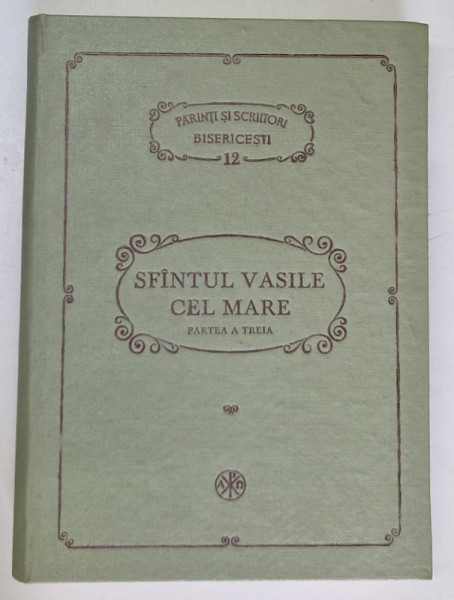 PĂRINȚI ȘI SCRIITORI
BISERICEȘTI
12
SFÎNTUL VASILE
CEL MARE
PARTEA A TREIA
Α Ρ Ω